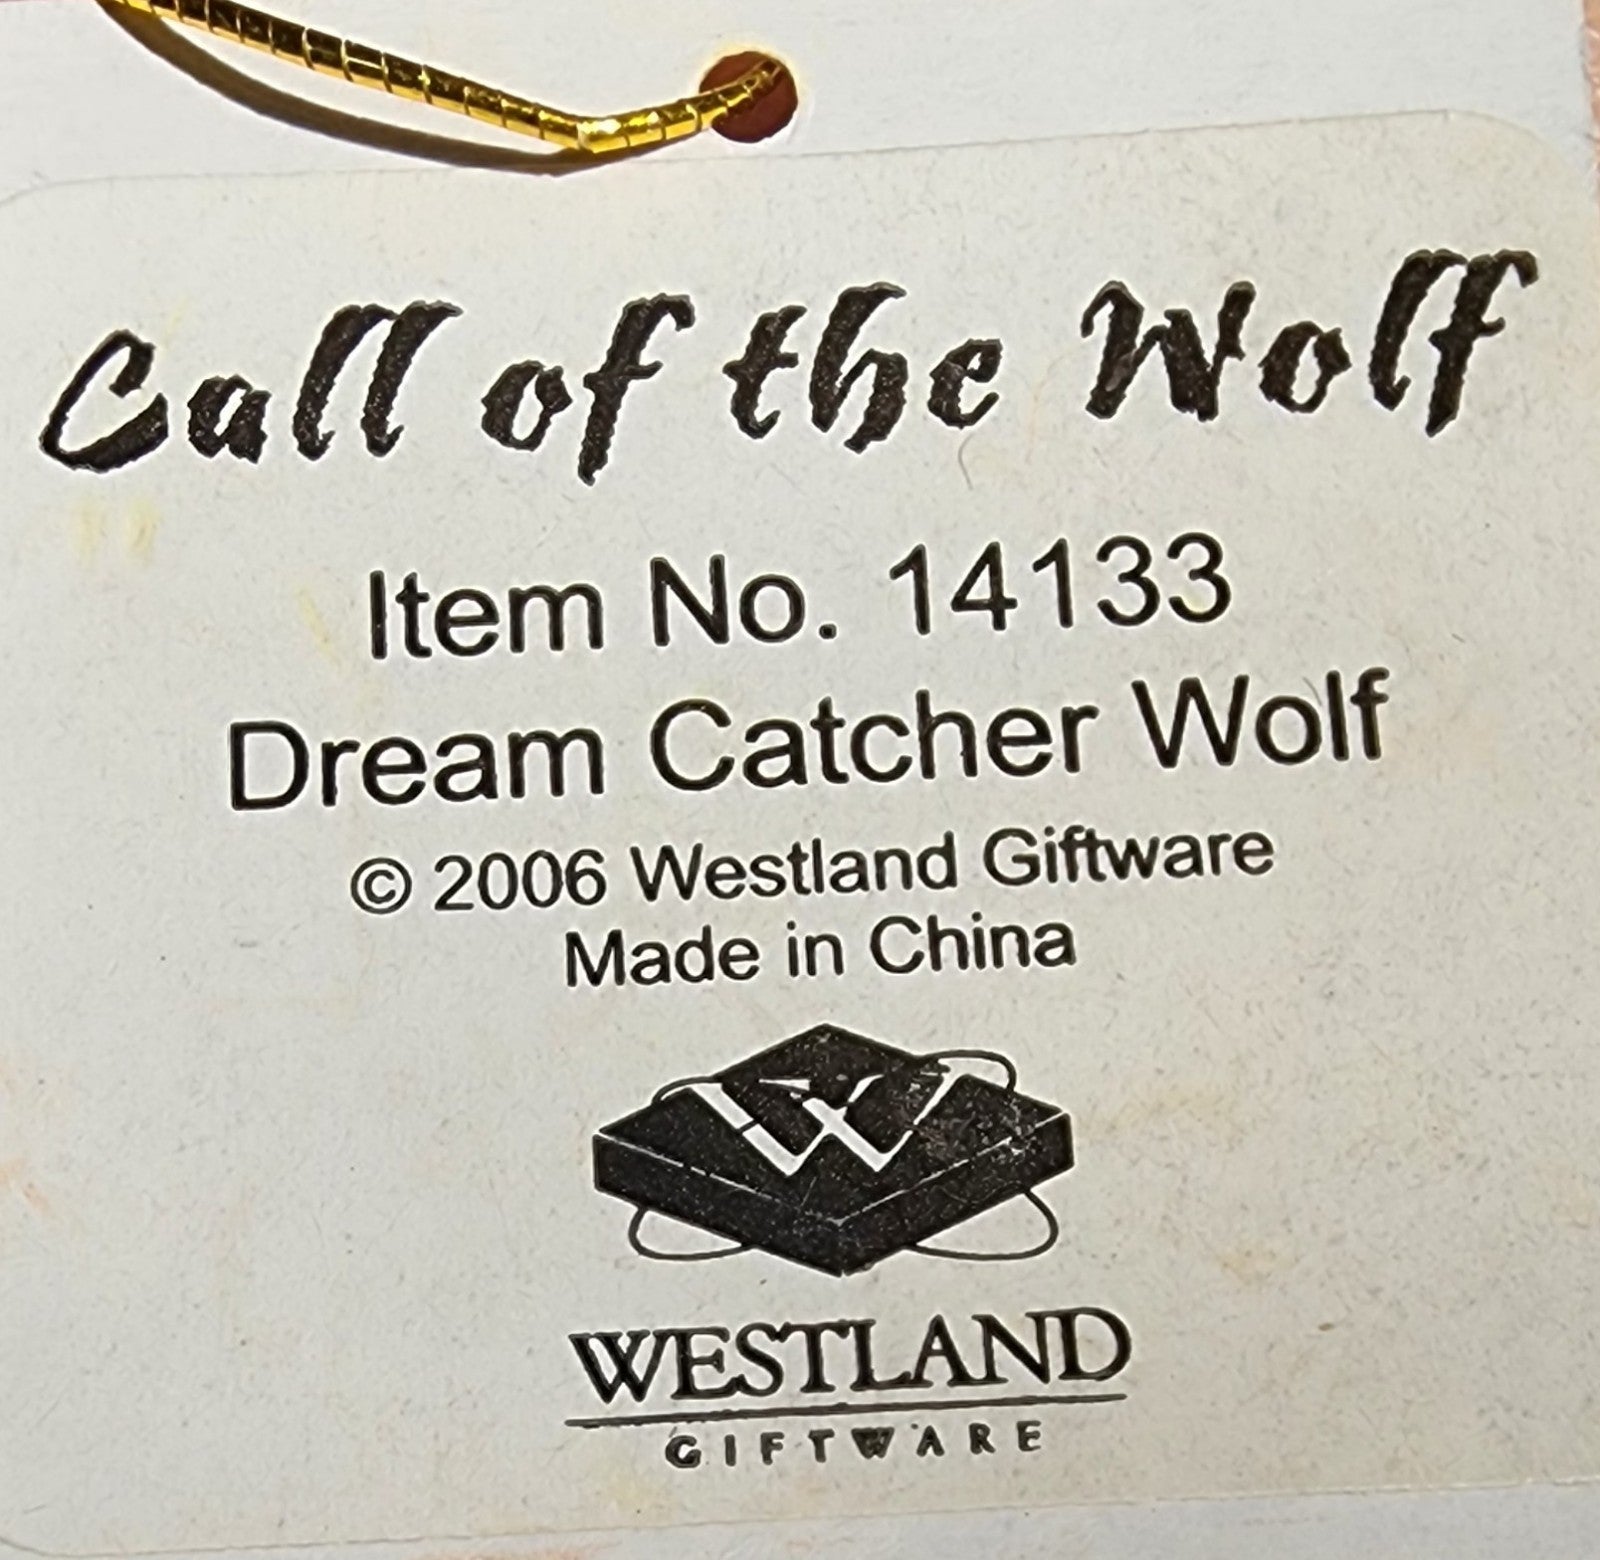 Call of the Wolf
Item No. 14133
Dream Catcher Wolf
© 2006 Westland Giftware
Made in China
W
WESTLAND
GIFTWARE